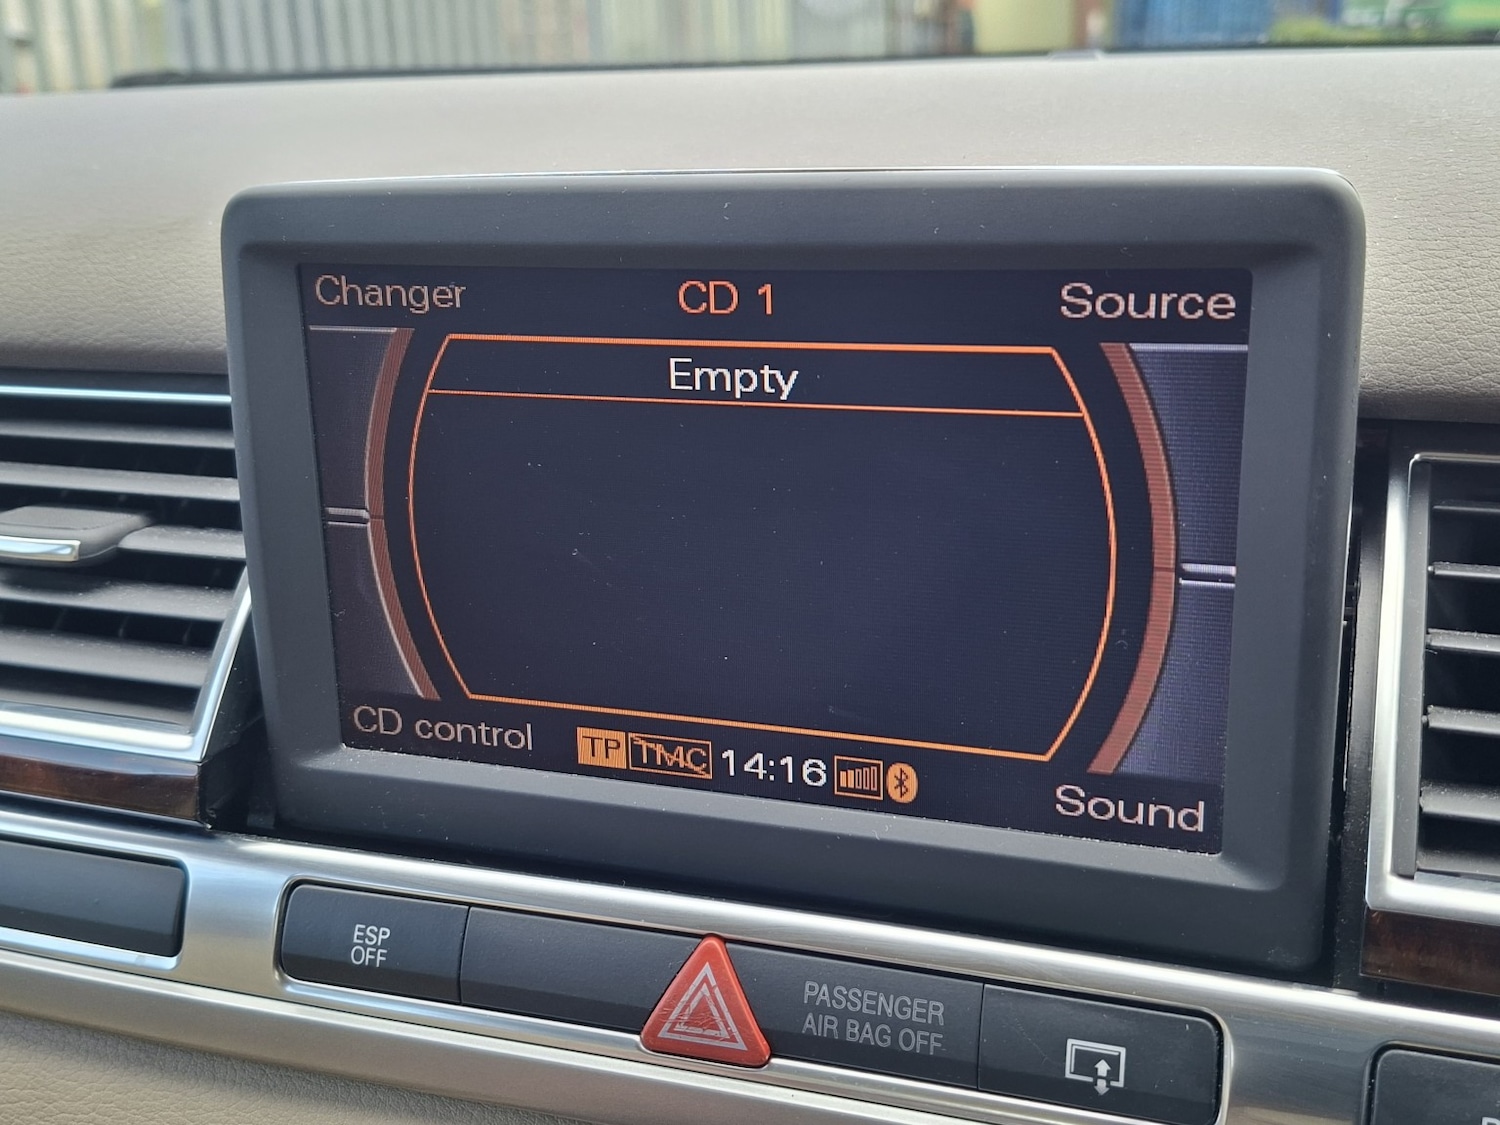 Changer CD 1 Source
Empty
CD control TP TMC 14:16
Sound
ESP
OFF
PASSENGER
AIR BAG OFF